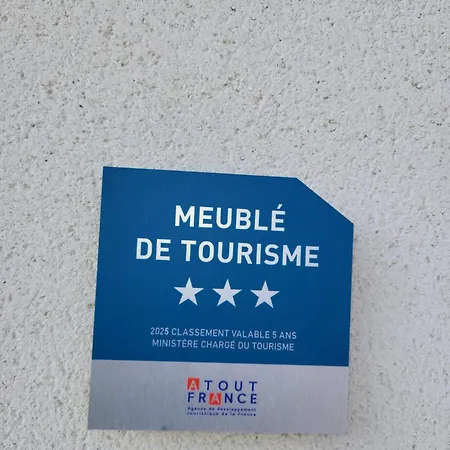 MEUBLÉ
DE TOURISME
2025 CLASSEMENT VALABLE 5 ANS
MINISTÈRE CHARGÉ DU TOURISME
ATOUT
FRANCE
Agence de développement
touristique de la France